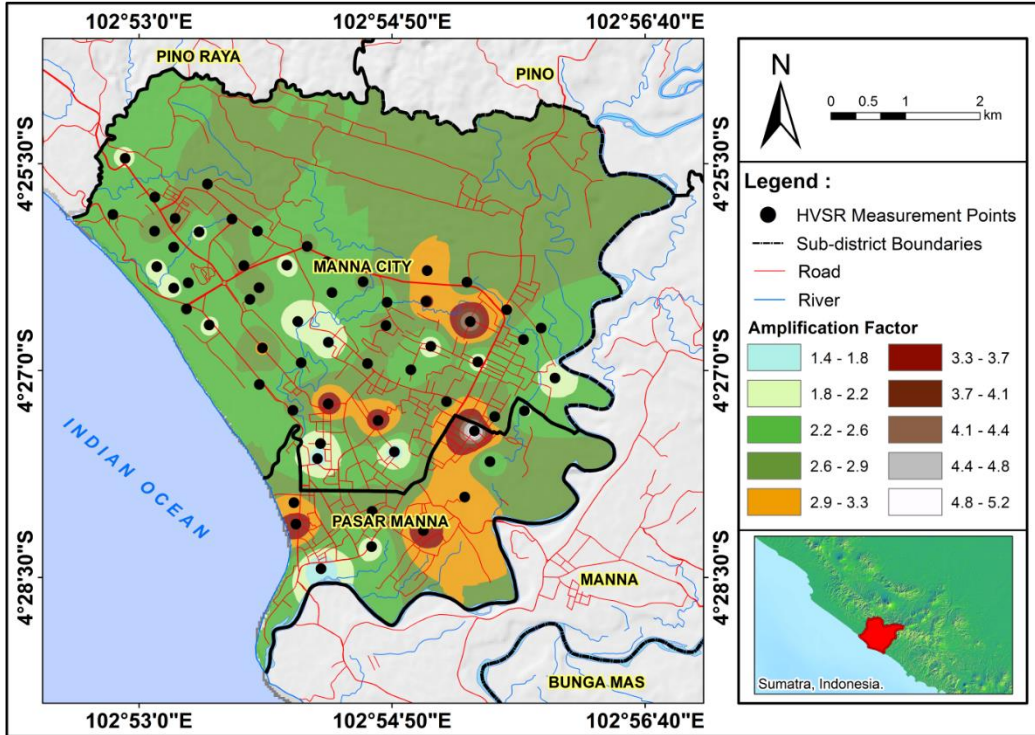 102°53'0"E 102°54'50"E 102°56'40"E
PINO RAYA
PINO
4°25'30"S
4°25'30"S
MANNA CITY
4°27'0"S
4°27'0"S
INDIAN OCEAN
PASAR MANNA
4°28'30"S
4°28'30"S
MANNA
BUNGA MAS
102°53'0"E 102°54'50"E 102°56'40"E
N
0 0.5 1 2
km
Legend :
HVSR Measurement Points
Sub-district Boundaries
Road
River
Amplification Factor
1.4 - 1.8 3.3 - 3.7
1.8 - 2.2 3.7 - 4.1
2.2 - 2.6 4.1 - 4.4
2.6 - 2.9 4.4 - 4.8
2.9 - 3.3 4.8 - 5.2
Sumatra, Indonesia.